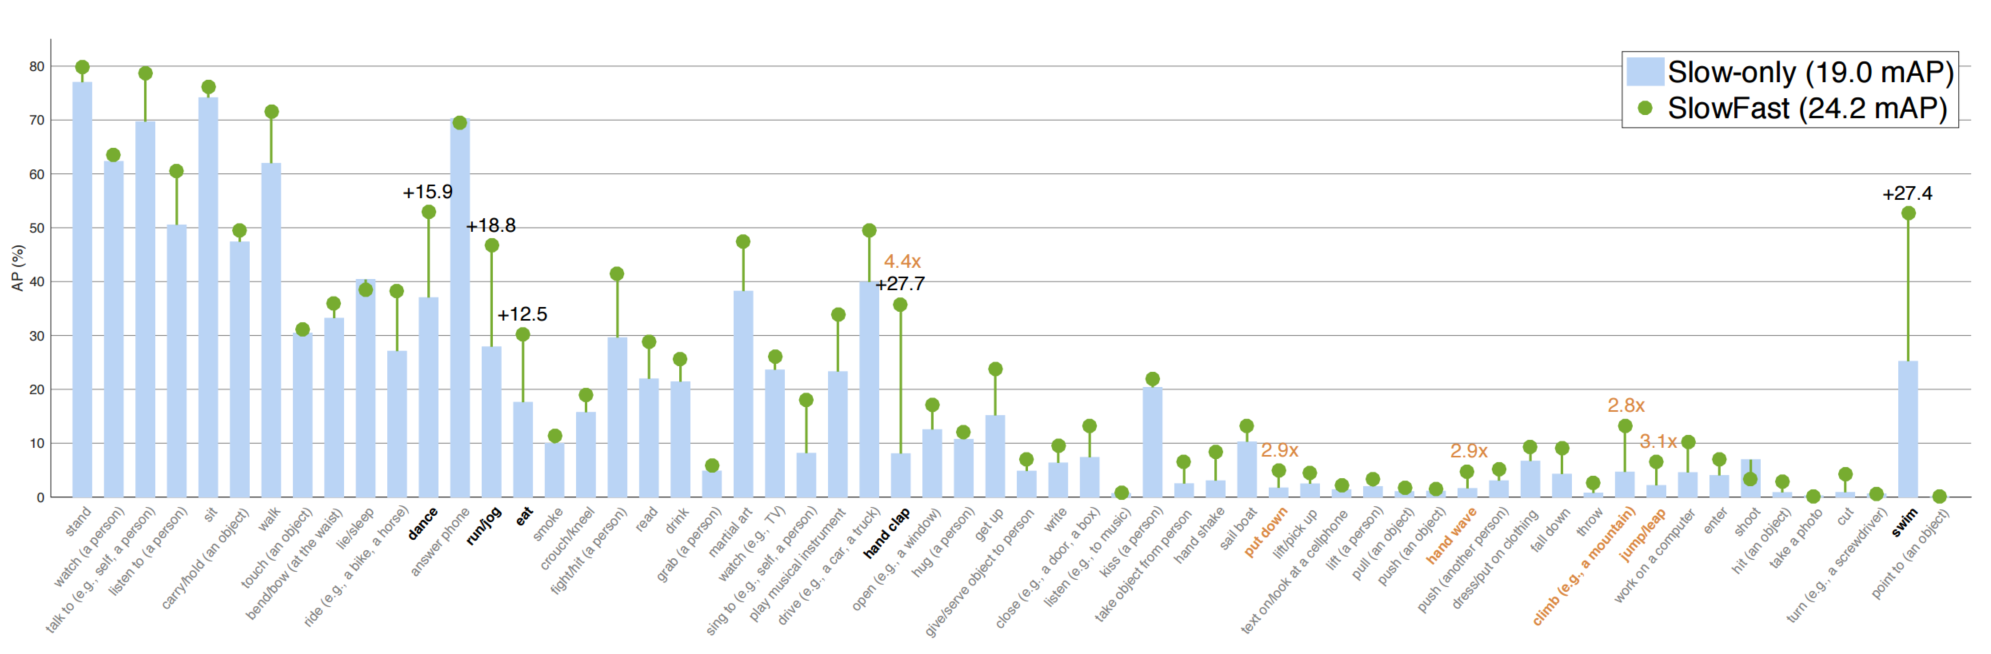 Slow-only (19.0 mAP)
SlowFast (24.2 mAP)
AP (%)
80
70
60
50
40
30
20
10
0
+15.9
+18.8
+12.5
4.4x
+27.7
2.9x
2.9x
2.8x
3.1x
+27.4
stand
watch (a person)
talk to (e.g., self, a person)
listen to (a person)
sit
carry/hold (an object)
walk
touch (an object)
bend/bow (at the waist)
lie/sleep
ride (e.g., a bike, a horse)
dance
answer phone
run/jog
eat
smoke
crouch/kneel
fight/hit (a person)
read
drink
grab (a person)
martial art
watch (e.g., TV)
sing to (e.g., self, a person)
play musical instrument
drive (e.g., a car, a truck)
hand clap
open (e.g., a window)
hug (a person)
get up
give/serve object to person
write
close (e.g., a door, a box)
listen (e.g., to music)
kiss (a person)
take object from person
hand shake
sail boat
put down
lift/pick up
text on/look at a cellphone
lift (a person)
pull (an object)
push (an object)
hand wave
push (another person)
dress/put on clothing
fall down
throw
climb (e.g., a mountain)
jump/leap
work on a computer
enter
shoot
hit (an object)
take a photo
cut
turn (e.g., a screwdriver)
swim
point to (an object)